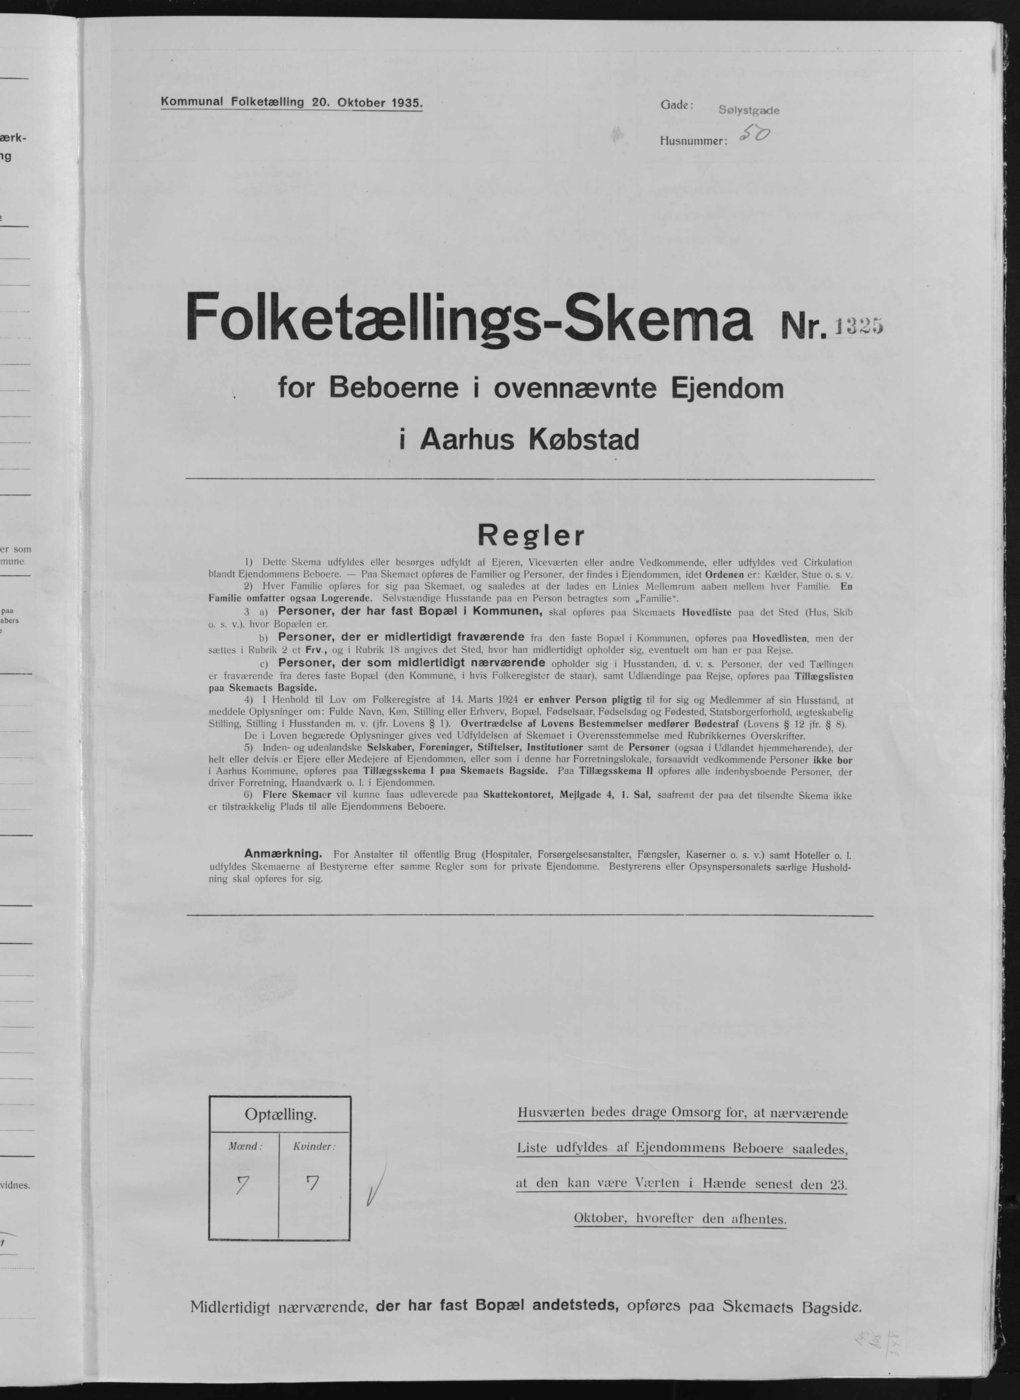 Kommunal Folketælling 20. Oktober 1935.
Gade: Sølystgade
Husnummer: 50
Folketællings-Skema Nr. 1325
for Beboerne i ovennævnte Ejendom
i Aarhus Købstad
Regler
1) Dette Skema udfyldes eller besørges udfyldt af Ejeren, Viceværten eller andre Vedkommende, eller udfyldes ved Cirkulation
blandt Ejendommens Beboere. — Paa Skemaet opføres de Familier og Personer, der findes i Ejendommen, idet Ordenen er: Kælder, Stue o. s. v.
2) Hver Familie opføres for sig paa Skemaet, og saaledes at der lades en Linies Mellemrum aaben mellem hver Familie. En
Familie omfatter ogsaa Logerende. Selvstændige Husstande paa en Person betragtes som „Familie“.
3 a) Personer, der har fast Bopæl i Kommunen, skal opføres paa Skemaets Hovedliste paa det Sted (Hus, Skib
o. s. v.), hvor Bopælen er.
b) Personer, der er midlertidigt fraværende fra den faste Bopæl i Kommunen, opføres paa Hovedlisten, men der
sættes i Rubrik 2 et Frv., og i Rubrik 18 angives det Sted, hvor han midlertidigt opholder sig, eventuelt om han er paa Rejse.
c) Personer, der som midlertidigt nærværende opholder sig i Husstanden, d. v. s. Personer, der ved Tællingen
er fraværende fra deres faste Bopæl (den Kommune, i hvis Folkeregister de staar), samt Udlændinge paa Rejse, opføres paa Tillægslisten
paa Skemaets Bagside.
4) I Henhold til Lov om Folkeregistre af 14. Marts 1924 er enhver Person pligtig til for sig og Medlemmer af sin Husstand, at
meddele Oplysninger om: Fulde Navn, Køn, Stilling eller Erhverv, Bopæl, Fødselsaar, Fødselsdag og Fødested, Statsborgerforhold, ægteskabelig
Stilling, Stilling i Husstanden m. v. (jfr. Lovens § 1). Overtrædelse af Lovens Bestemmelser medfører Bødestraf (Lovens § 12 jfr. § 8).
De i Loven begærede Oplysninger gives ved Udfyldelsen af Skemaet i Overensstemmelse med Rubrikkernes Overskrifter.
5) Inden- og udenlandske Selskaber, Foreninger, Stiftelser, Institutioner samt de Personer (ogsaa i Udlandet hjemmehørende), der
helt eller delvis er Ejere eller Medejere af Ejendommen, eller som i denne har Forretningslokale, forsaavidt vedkommende Personer ikke bor
i Aarhus Kommune, opføres paa Tillægsskema I paa Skemaets Bagside. Paa Tillægsskema II opføres alle indenbysboende Personer, der
driver Forretning, Haandværk o. l. i Ejendommen.
6) Flere Skemaer vil kunne faas udleverede paa Skattekontoret, Mejlgade 4, 1. Sal, saafremt der paa det tilsendte Skema ikke
er tilstrækkelig Plads til alle Ejendommens Beboere.
Anmærkning. For Anstalter til offentlig Brug (Hospitaler, Forsørgelsesanstalter, Fængsler, Kaserner o. s. v.) samt Hoteller o. l.
udfyldes Skemaerne af Bestyrerne efter samme Regler som for private Ejendomme. Bestyrerens eller Opsynspersonalets særlige Hushold-
ning skal opføres for sig.
Optælling.
Mænd: Kvinder:
7 7
Husværten bedes drage Omsorg for, at nærværende
Liste udfyldes af Ejendommens Beboere saaledes,
at den kan være Værten i Hænde senest den 23.
Oktober, hvorefter den afhentes.
Midlertidigt nærværende, der har fast Bopæl andetsteds, opføres paa Skemaets Bagside.